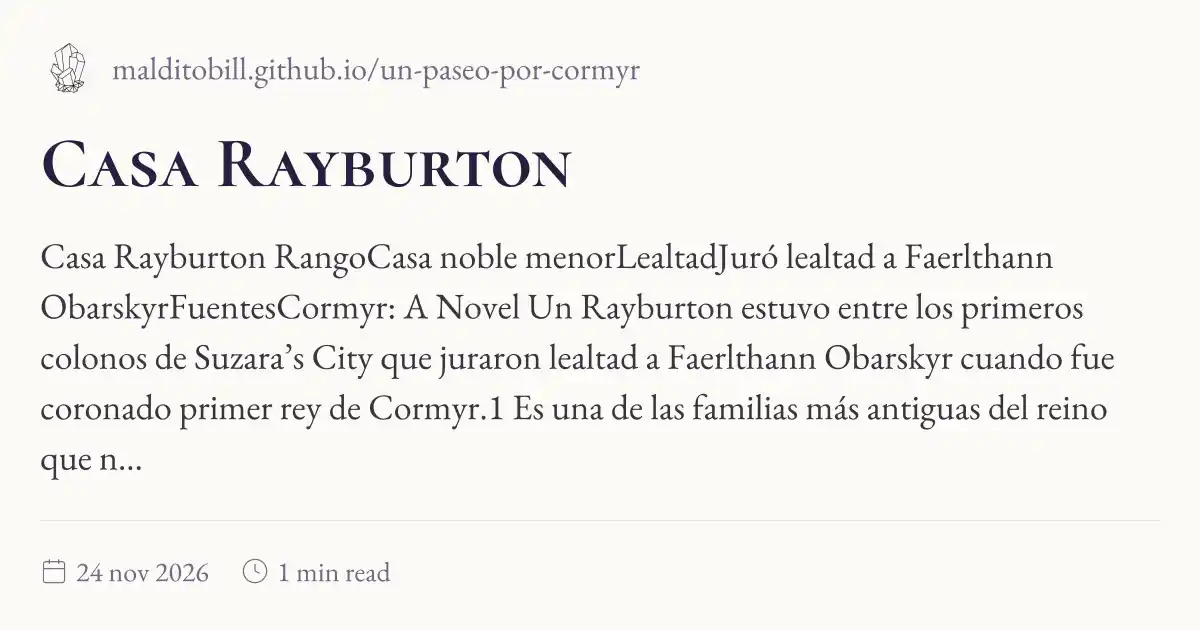 malditobill.github.io/un-paseo-por-cormyr
Casa Rayburton
Casa Rayburton RangoCasa noble menorLealtadJuró lealtad a Faerlthann
ObarskyrFuentesCormyr: A Novel Un Rayburton estuvo entre los primeros
colonos de Suzara’s City que juraron lealtad a Faerlthann Obarskyr cuando fue
coronado primer rey de Cormyr.1 Es una de las familias más antiguas del reino
que n...
24 nov 2026 1 min read